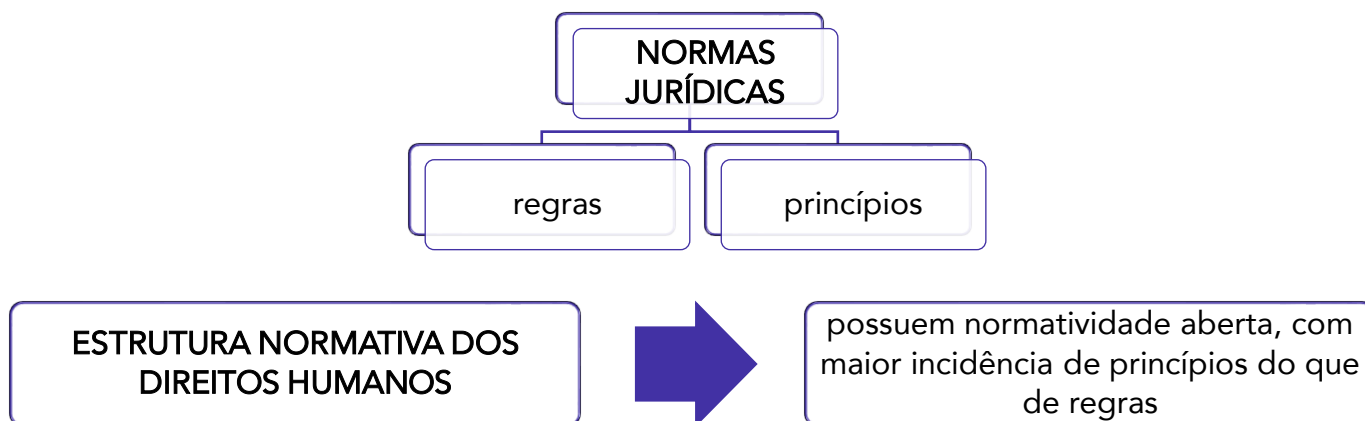 NORMAS
JURÍDICAS
regras
princípios
ESTRUTURA NORMATIVA DOS
DIREITOS HUMANOS
possuem normatividade aberta, com
maior incidência de princípios do que
de regras